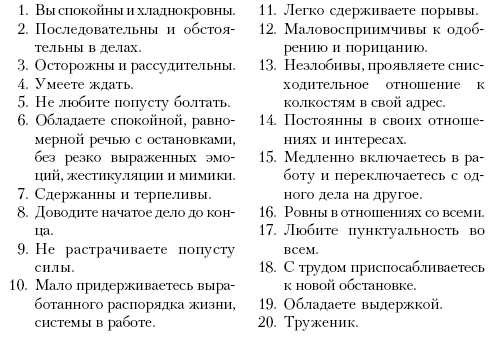 1. Вы спокойны и хладнокровны.
2. Последовательны и обстоя-
тельны в делах.
3. Осторожны и рассудительны.
4. Умеете ждать.
5. Не любите попусту болтать.
6. Обладаете спокойной, равно-
мерной речью с остановками,
без резко выраженных эмо-
ций, жестикуляции и мимики.
7. Сдержанны и терпеливы.
8. Доводите начатое дело до кон-
ца.
9. Не растрачиваете попусту
силы.
10. Мало придерживаетесь выра-
ботанного распорядка жизни,
системы в работе.
11. Легко сдерживаете порывы.
12. Маловосприимчивы к одоб-
рению и порицанию.
13. Незлобивы, проявляете снис-
ходительное отношение к
колкостям в свой адрес.
14. Постоянны в своих отноше-
ниях и интересах.
15. Медленно включаетесь в ра-
боту и переключаетесь с од-
ного дела на другое.
16. Ровны в отношениях со всеми.
17. Любите пунктуальность во
всем.
18. С трудом приспосабливаетесь
к новой обстановке.
19. Обладаете выдержкой.
20. Труженик.